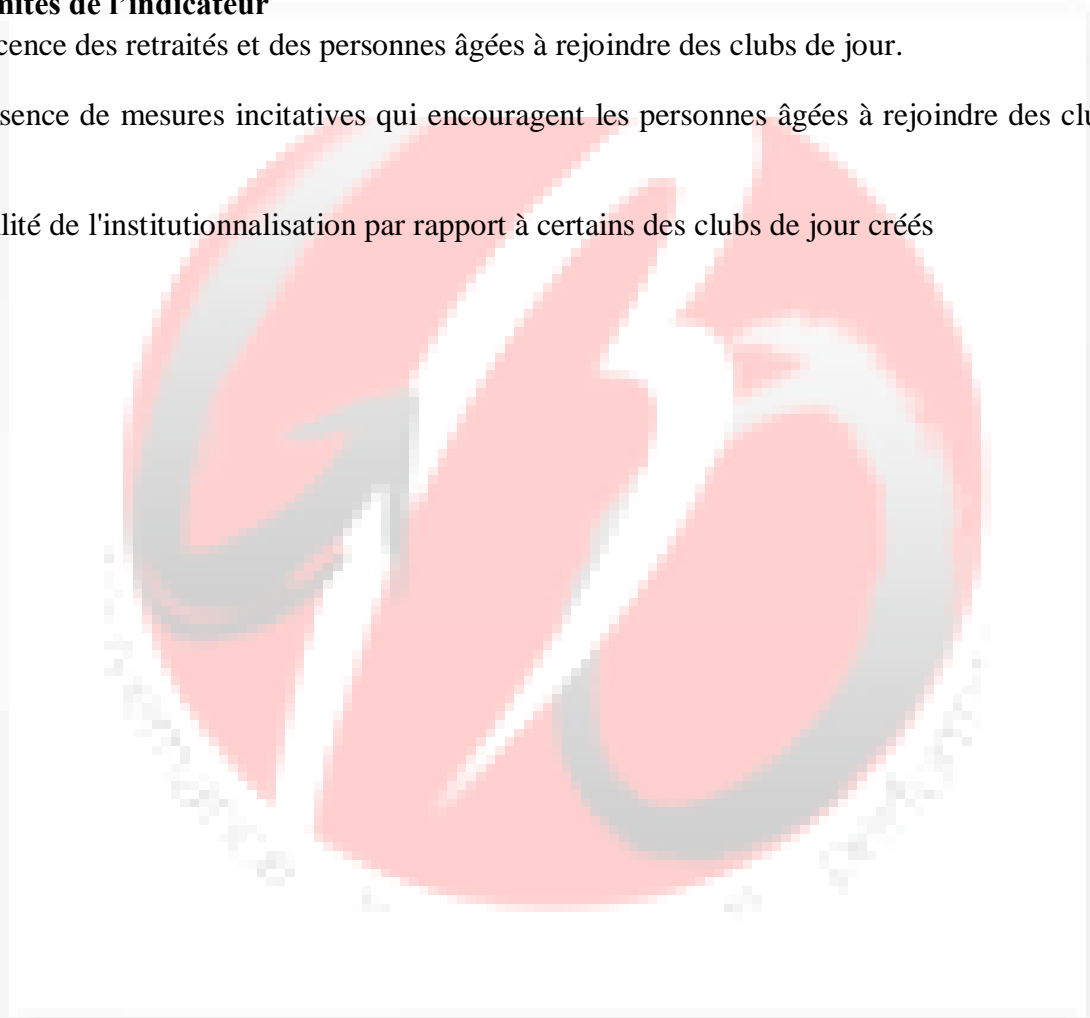 mites de l'indicateur
cence des retraités et des personnes âgées à rejoindre des clubs de jour.
sence de mesures incitatives qui encouragent les personnes âgées à rejoindre des clu
lité de l'institutionnalisation par rapport à certains des clubs de jour créés